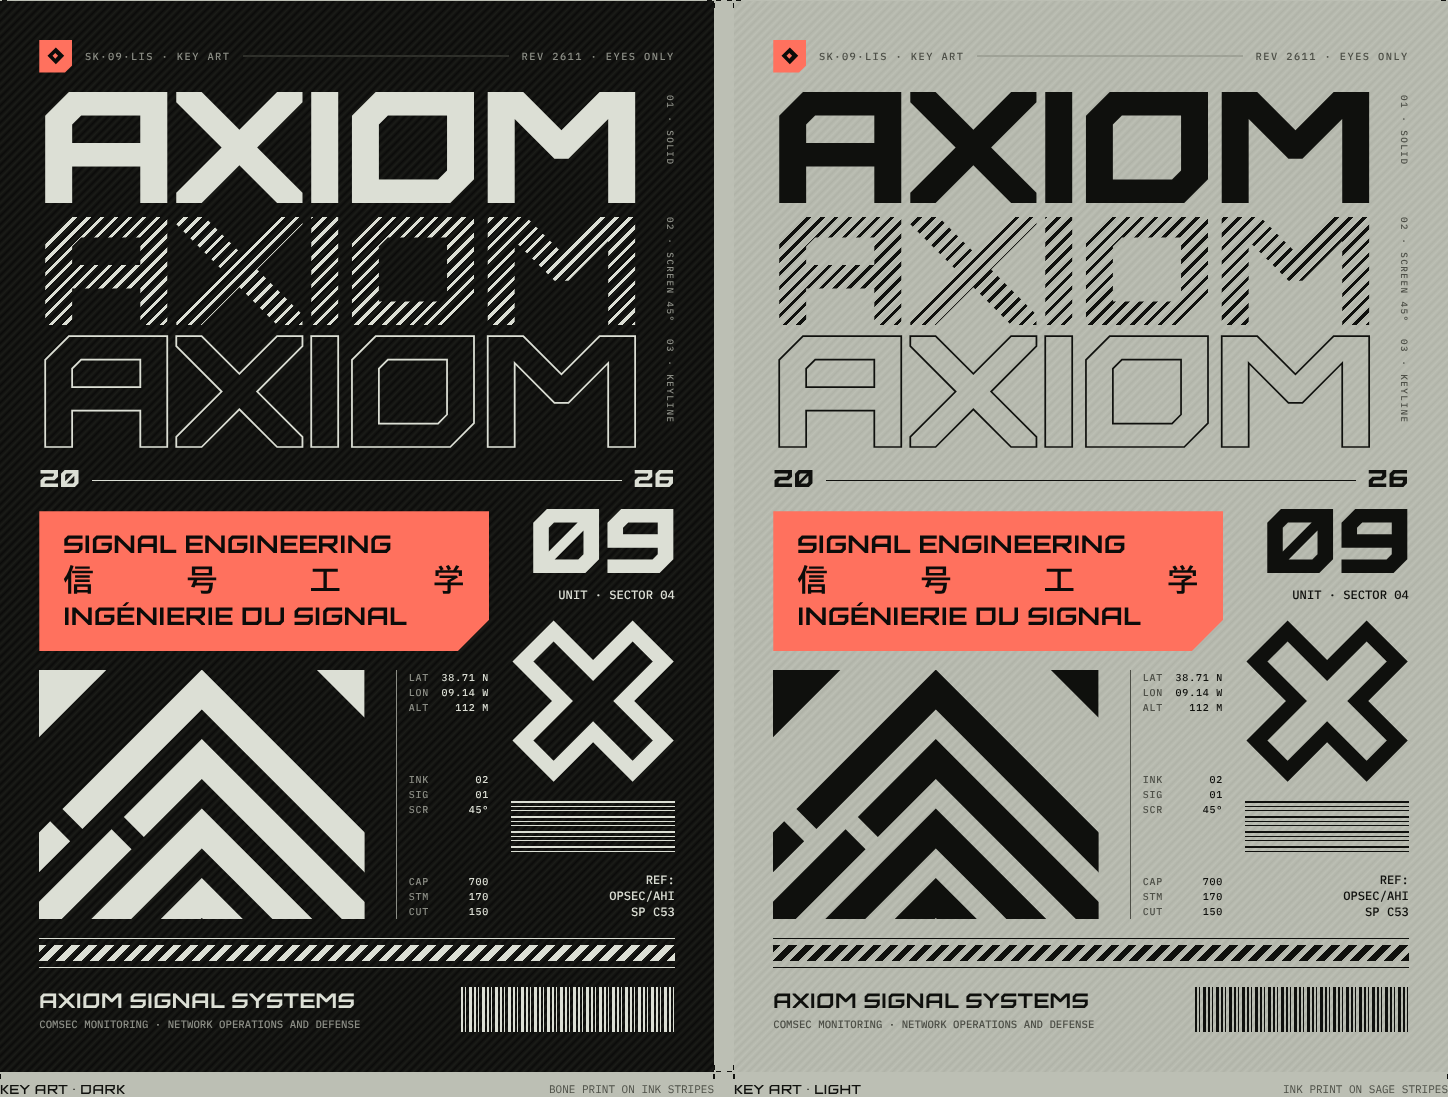 SK·09·LIS · KEY ART
REV 2611 · EYES ONLY
AXIOM
01 · SOLID
AXIOM
02 · SCREEN 45°
AXIOM
03 · KEYLINE
20
26
SIGNAL ENGINEERING
信号工学
INGÉNIERIE DU SIGNAL
09
UNIT · SECTOR 04
LAT 38.71 N
LON 09.14 W
ALT 112 M
INK 02
SIG 01
SCR 45°
CAP 700
STM 170
CUT 150
REF:
OPSEC/AHI
SP C53
AXIOM SIGNAL SYSTEMS
COMSEC MONITORING · NETWORK OPERATIONS AND DEFENSE
KEY ART · DARK
BONE PRINT ON INK STRIPES
SK·09·LIS · KEY ART
REV 2611 · EYES ONLY
AXIOM
01 · SOLID
AXIOM
02 · SCREEN 45°
AXIOM
03 · KEYLINE
20
26
SIGNAL ENGINEERING
信号工学
INGÉNIERIE DU SIGNAL
09
UNIT · SECTOR 04
LAT 38.71 N
LON 09.14 W
ALT 112 M
INK 02
SIG 01
SCR 45°
CAP 700
STM 170
CUT 150
REF:
OPSEC/AHI
SP C53
AXIOM SIGNAL SYSTEMS
COMSEC MONITORING · NETWORK OPERATIONS AND DEFENSE
KEY ART · LIGHT
INK PRINT ON SAGE STRIPES